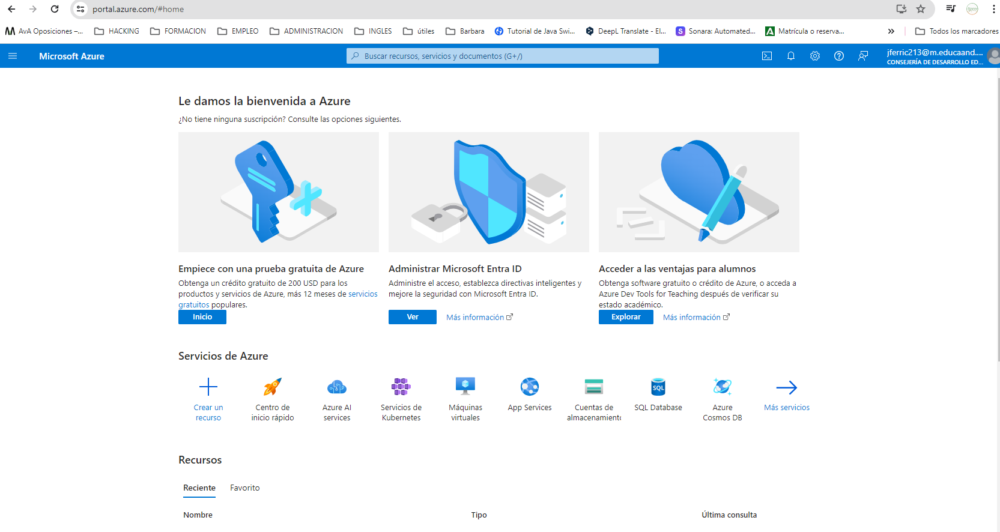 portal.azure.com/#home
AvA Oposiciones –...
HACKING
FORMACION
EMPLEO
ADMINISTRACION
INGLES
útiles
Barbara
Tutorial de Java Swi...
DeepL Translate - El...
Sonara: Automated...
Matrícula o reserva...
Todos los marcadores
Microsoft Azure
Buscar recursos, servicios y documentos (G+/)
jferric213@m.educaand....
CONSEJERÍA DE DESARROLLO ED...
Le damos la bienvenida a Azure
¿No tiene ninguna suscripción? Consulte las opciones siguientes.
Empiece con una prueba gratuita de Azure
Obtenga un crédito gratuito de 200 USD para los
productos y servicios de Azure, más 12 meses de servicios
gratuitos populares.
Inicio
Administrar Microsoft Entra ID
Administre el acceso, establezca directivas inteligentes y
mejore la seguridad con Microsoft Entra ID.
Ver
Más información
Acceder a las ventajas para alumnos
Obtenga software gratuito o crédito de Azure, o acceda a
Azure Dev Tools for Teaching después de verificar su
estado académico.
Explorar
Más información
Servicios de Azure
Crear un
recurso
Centro de
inicio rápido
Azure AI
services
Servicios de
Kubernetes
Máquinas
virtuales
App Services
Cuentas de
almacenamiento
SQL
SQL Database
Azure
Cosmos DB
Más servicios
Recursos
Reciente
Favorito
Nombre
Tipo
Última consulta